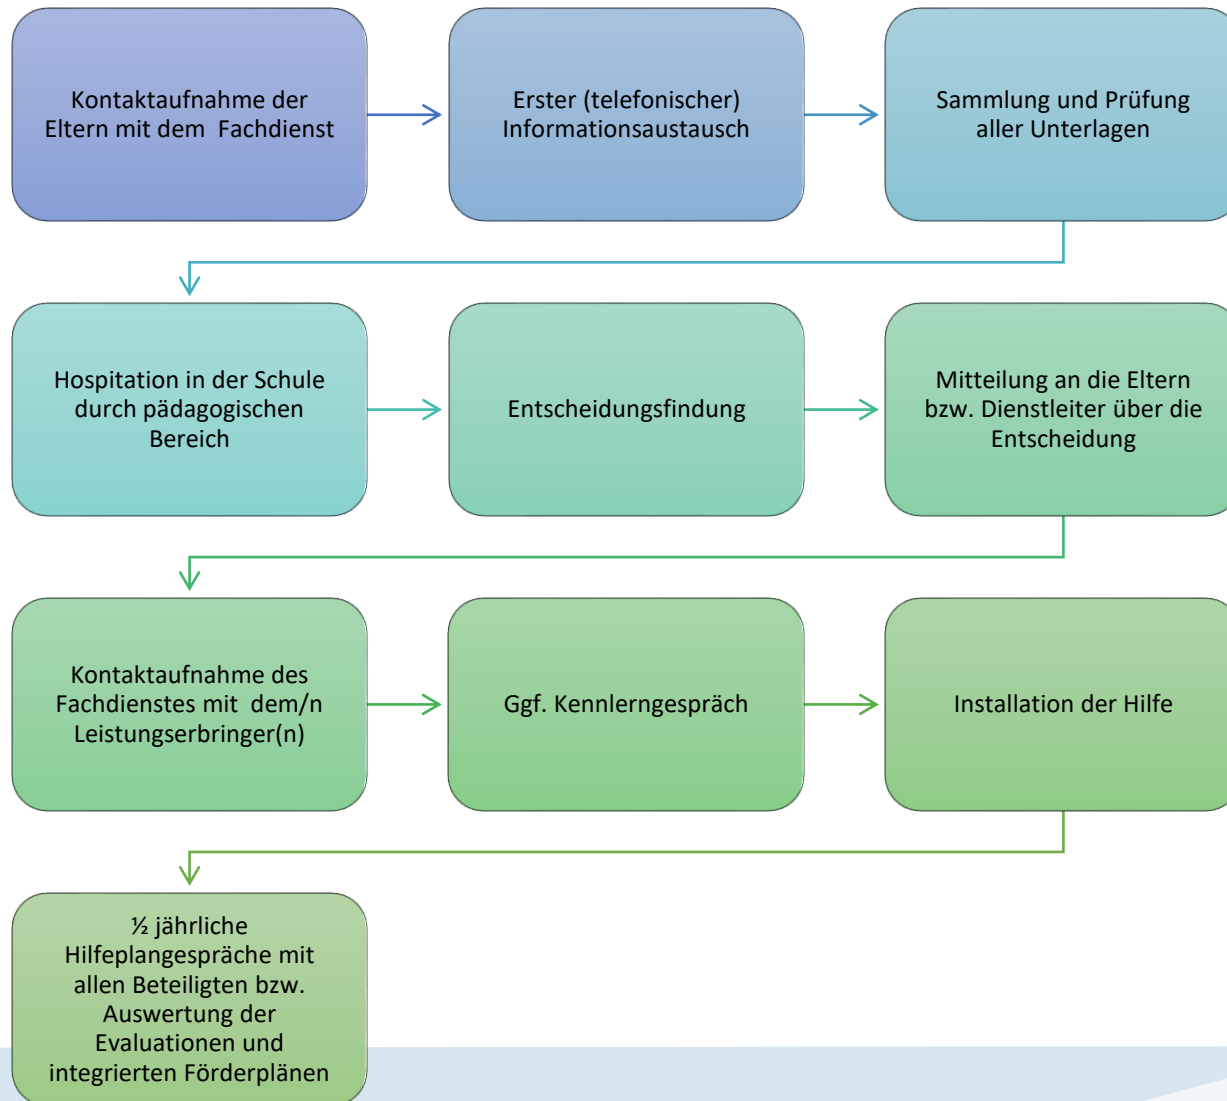 Kontaktaufnahme der
Eltern mit dem  Fachdienst
Erster (telefonischer)
Informationsaustausch
Sammlung und Prüfung
aller Unterlagen
Hospitation in der Schule
durch pädagogischen
Bereich
Entscheidungsfindung
Mitteilung an die Eltern
bzw. Dienstleiter über die
Entscheidung
Kontaktaufnahme des
Fachdienstes mit  dem/n
Leistungserbringer(n)
Ggf. Kennlerngespräch
Installation der Hilfe
½ jährliche
Hilfeplangespräche mit
allen Beteiligten bzw.
Auswertung der
Evaluationen und
integrierten Förderplänen